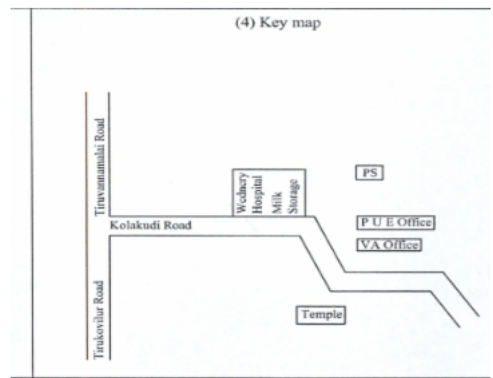 (4) Key map
Tiruvannamalai Road
Wednery
Hospital
Milk
Storage
PS
Kolakudi Road
P U E Office
VA Office
Tirukovilur Road
Temple